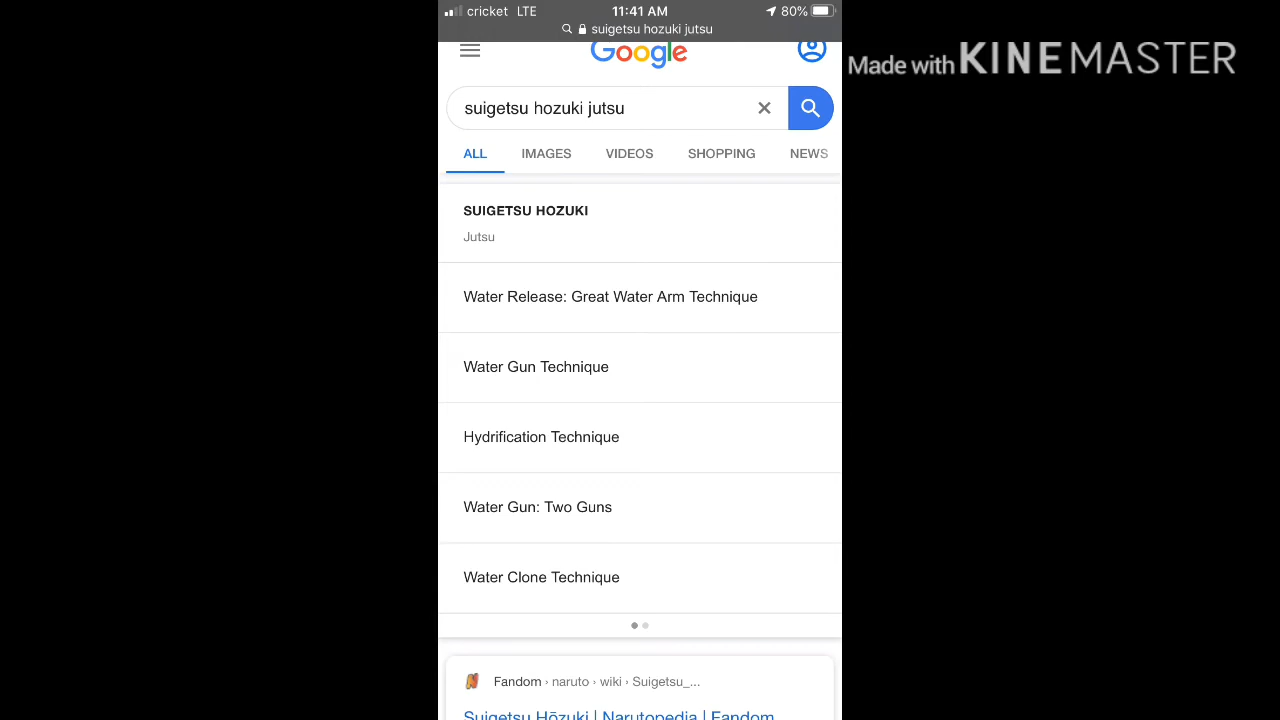 cricket LTE 11:41 AM 80%
suigetsu hozuki jutsu
Google
Made with KINEMASTER
suigetsu hozuki jutsu
ALL IMAGES VIDEOS SHOPPING NEWS
SUIGETSU HOZUKI
Jutsu
Water Release: Great Water Arm Technique
Water Gun Technique
Hydrification Technique
Water Gun: Two Guns
Water Clone Technique
Fandom › naruto › wiki › Suigetsu_...
Suigetsu Hōzuki | Narutopedia | Fandom